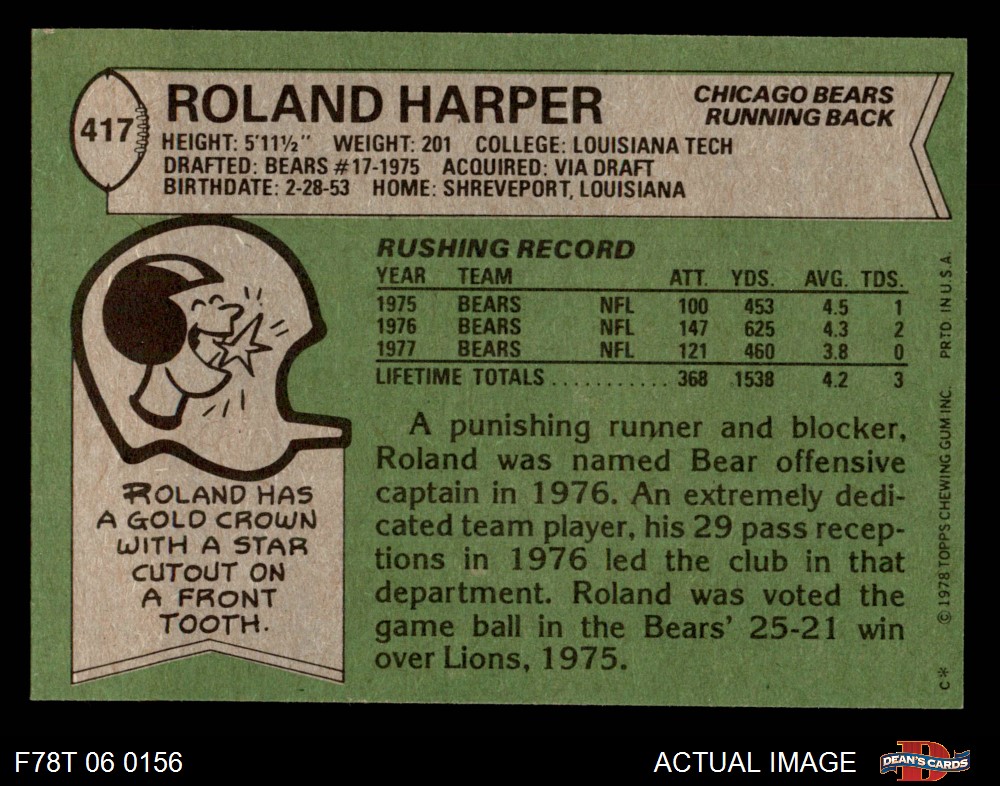 417
ROLAND HARPER
CHICAGO BEARS
RUNNING BACK
HEIGHT: 5'11½" WEIGHT: 201 COLLEGE: LOUISIANA TECH
DRAFTED: BEARS #17-1975 ACQUIRED: VIA DRAFT
BIRTHDATE: 2-28-53 HOME: SHREVEPORT, LOUISIANA
RUSHING RECORD
YEAR TEAM ATT. YDS. AVG. TDS.
1975 BEARS NFL 100 453 4.5 1
1976 BEARS NFL 147 625 4.3 2
1977 BEARS NFL 121 460 3.8 0
LIFETIME TOTALS........... 368 1538 4.2 3
A punishing runner and blocker,
Roland was named Bear offensive
captain in 1976. An extremely dedi-
cated team player, his 29 pass recep-
tions in 1976 led the club in that
department. Roland was voted the
game ball in the Bears' 25-21 win
over Lions, 1975.
ROLAND HAS
A GOLD CROWN
WITH A STAR
CUTOUT ON
A FRONT
TOOTH.
C* © 1978 TOPPS CHEWING GUM INC. PRTD. IN U.S.A.
F78T 06 0156
ACTUAL IMAGE
D
DEAN'S CARDS